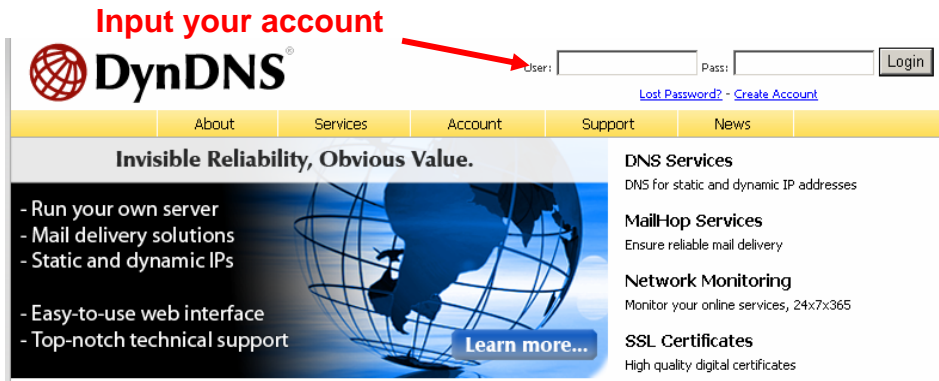 Input your account
DynDNS®
User: Pass: Login
Lost Password? - Create Account
About Services Account Support News
Invisible Reliability, Obvious Value.
- Run your own server
- Mail delivery solutions
- Static and dynamic IPs
- Easy-to-use web interface
- Top-notch technical support
Learn more...
DNS Services
DNS for static and dynamic IP addresses
MailHop Services
Ensure reliable mail delivery
Network Monitoring
Monitor your online services, 24x7x365
SSL Certificates
High quality digital certificates